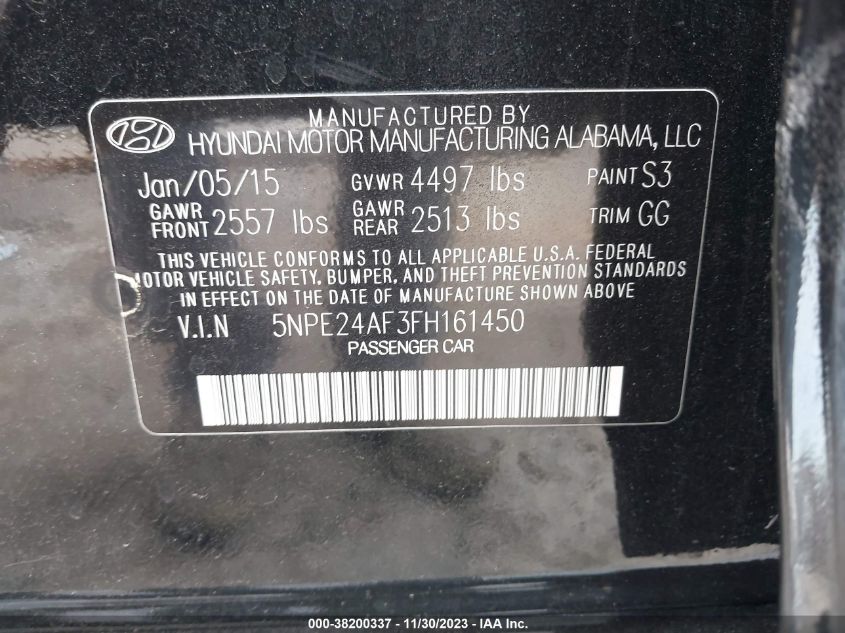 MANUFACTURED BY
HYUNDAI MOTOR MANUFACTURING ALABAMA, LLC
Jan/05/15 GVWR 4497 lbs PAINT S3
GAWR FRONT 2557 lbs GAWR REAR 2513 lbs TRIM GG
THIS VEHICLE CONFORMS TO ALL APPLICABLE U.S.A. FEDERAL
MOTOR VEHICLE SAFETY, BUMPER, AND THEFT PREVENTION STANDARDS
IN EFFECT ON THE DATE OF MANUFACTURE SHOWN ABOVE
V.I.N 5NPE24AF3FH161450
PASSENGER CAR
000-38200337 - 11/30/2023 - IAA Inc.